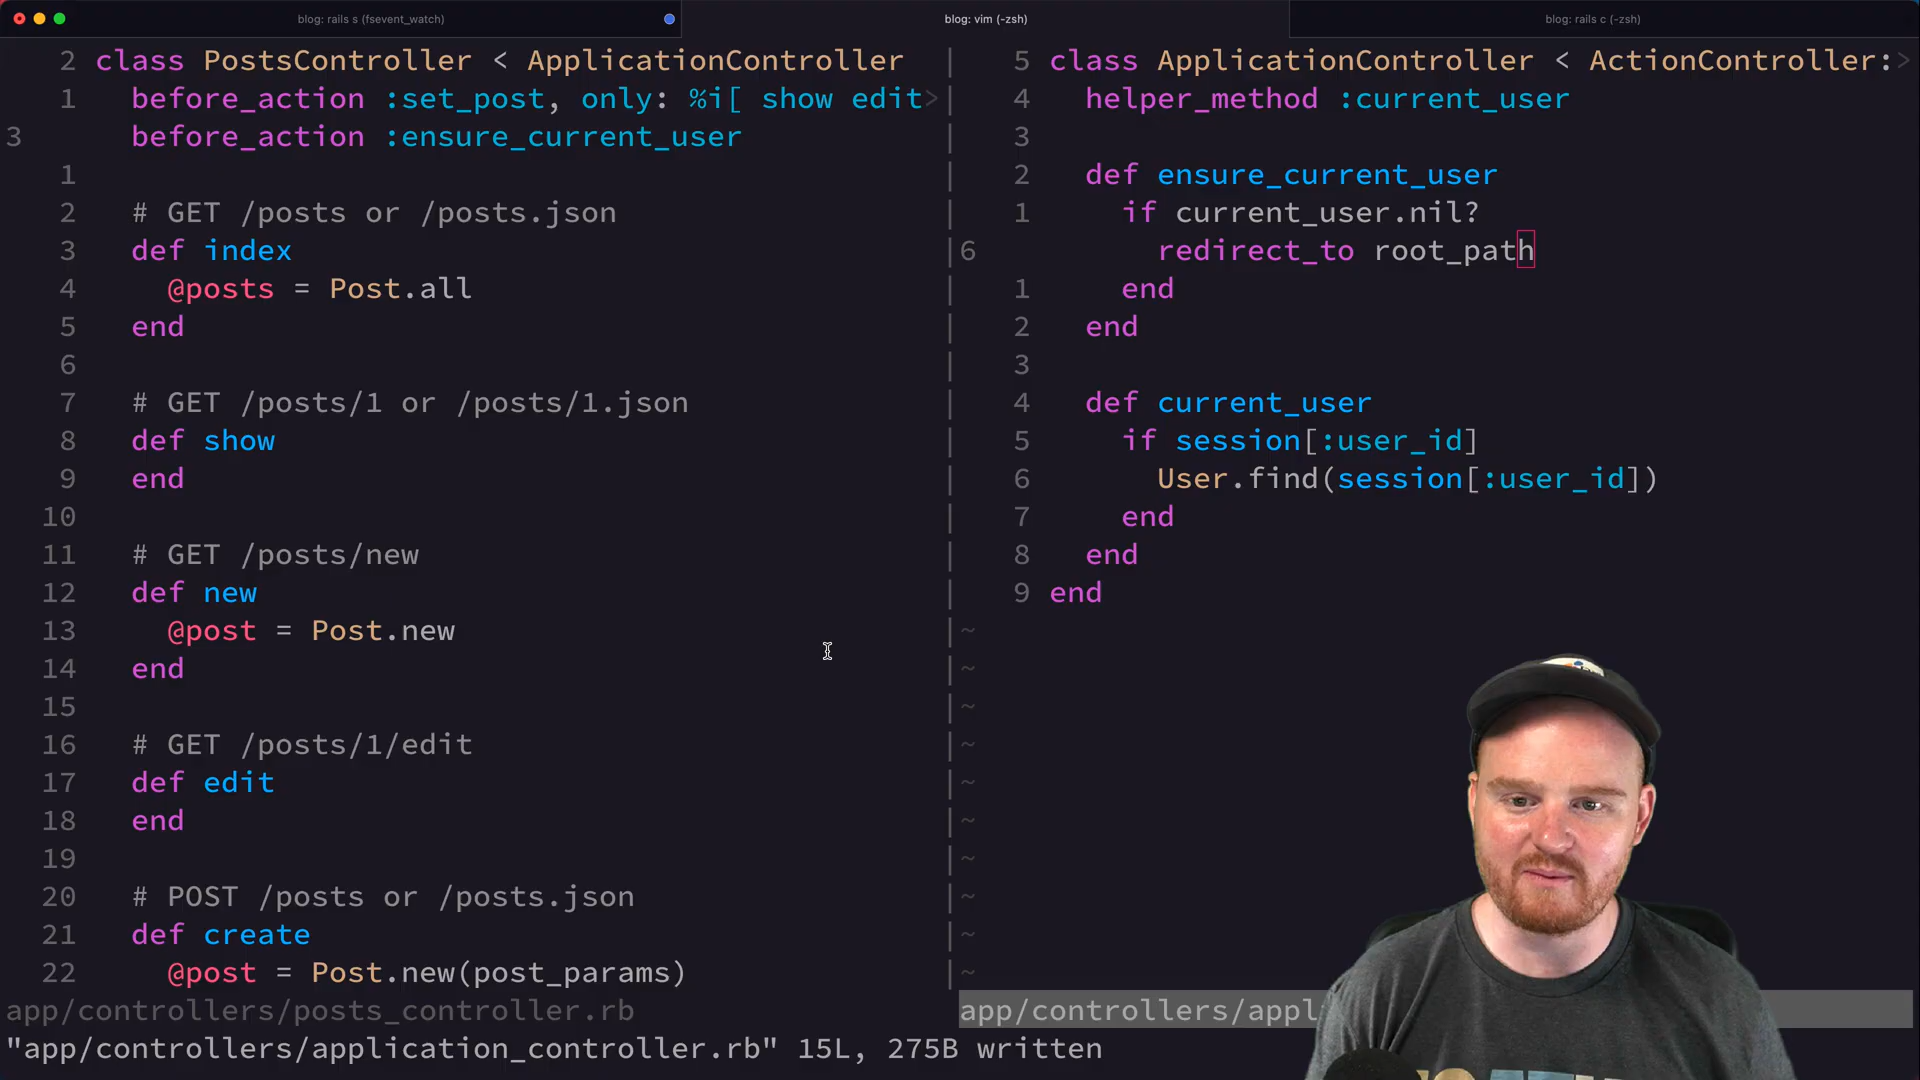 blog: rails s (fsevent_watch)
blog: vim (-zsh)
blog: rails c (-zsh)
2 class PostsController < ApplicationController
1 before_action :set_post, only: %i[ show edit>
3 before_action :ensure_current_user
1
2 # GET /posts or /posts.json
3 def index
4 @posts = Post.all
5 end
6
7 # GET /posts/1 or /posts/1.json
8 def show
9 end
10
11 # GET /posts/new
12 def new
13 @post = Post.new
14 end
15
16 # GET /posts/1/edit
17 def edit
18 end
19
20 # POST /posts or /posts.json
21 def create
22 @post = Post.new(post_params)
app/controllers/posts_controller.rb
5 class ApplicationController < ActionController:>
4 helper_method :current_user
3
2 def ensure_current_user
1 if current_user.nil?
6 redirect_to root_path
1 end
2 end
3
4 def current_user
5 if session[:user_id]
6 User.find(session[:user_id])
7 end
8 end
9 end
~
~
~
~
~
~
~
~
~
~
app/controllers/appl
"app/controllers/application_controller.rb" 15L, 275B written